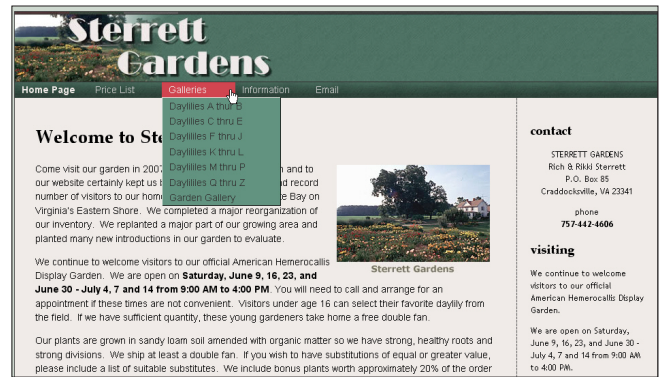 Sterrett
Gardens
Home Page Price List Galleries Information Email
Daylilies A thur B
Daylilies C thru E
Daylilies F thru J
Daylilies K thru L
Daylilies M thru P
Daylilies Q thru Z
Garden Gallery
Welcome to Ste
Come visit our garden in 2007 and to
our website certainly kept us record
number of visitors to our home Bay on
Virginia's Eastern Shore. We completed a major reorganization of
our inventory. We replanted a major part of our growing area and
planted many new introductions in our garden to evaluate.
Sterrett Gardens
We continue to welcome visitors to our official American Hemerocallis
Display Garden. We are open on Saturday, June 9, 16, 23, and
June 30 - July 4, 7 and 14 from 9:00 AM to 4:00 PM. You will need to call and arrange for an
appointment if these times are not convenient. Visitors under age 16 can select their favorite daylily from
the field. If we have sufficient quantity, these young gardeners take home a free double fan.
Our plants are grown in sandy loam soil amended with organic matter so we have strong, healthy roots and
strong divisions. We ship at least a double fan. If you wish to have substitutions of equal or greater value,
please include a list of suitable substitutes. We include bonus plants worth approximately 20% of the order
contact
STERRETT GARDENS
Rich & Rikki Sterrett
P.O. Box 85
Craddocksville, VA 23341
phone
757-442-4606
visiting
We continue to welcome
visitors to our official
American Hemerocallis Display
Garden.
We are open on Saturday,
June 9, 16, 23, and June 30 -
July 4, 7 and 14 from 9:00 AM
to 4:00 PM.